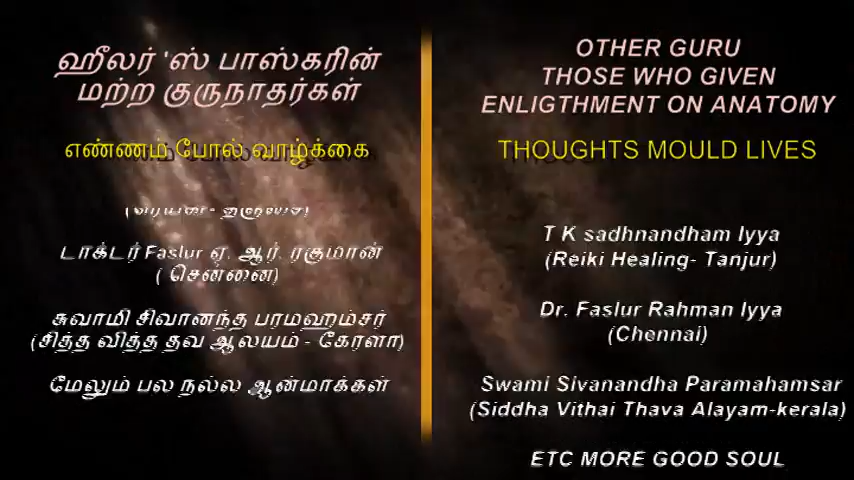 ஹீலர் 'ஸ் பாஸ்கரின்
மற்ற குருநாதர்கள்
எண்ணம் போல் வாழ்க்கை
டாக்டர் Faslur ஏ. ஆர். ரகுமான்
( சென்னை)
சுவாமி சிவானந்த பரமஹம்சர்
(சித்த வித்த தவ ஆலயம் - கேரளா)
மேலும் பல நல்ல ஆன்மாக்கள்
OTHER GURU
THOSE WHO GIVEN
ENLIGTHMENT ON ANATOMY
THOUGHTS MOULD LIVES
T K sadhnandham Iyya
(Reiki Healing- Tanjur)
Dr. Faslur Rahman Iyya
(Chennai)
Swami Sivanandha Paramahamsar
(Siddha Vithai Thava Alayam-kerala)
ETC MORE GOOD SOUL